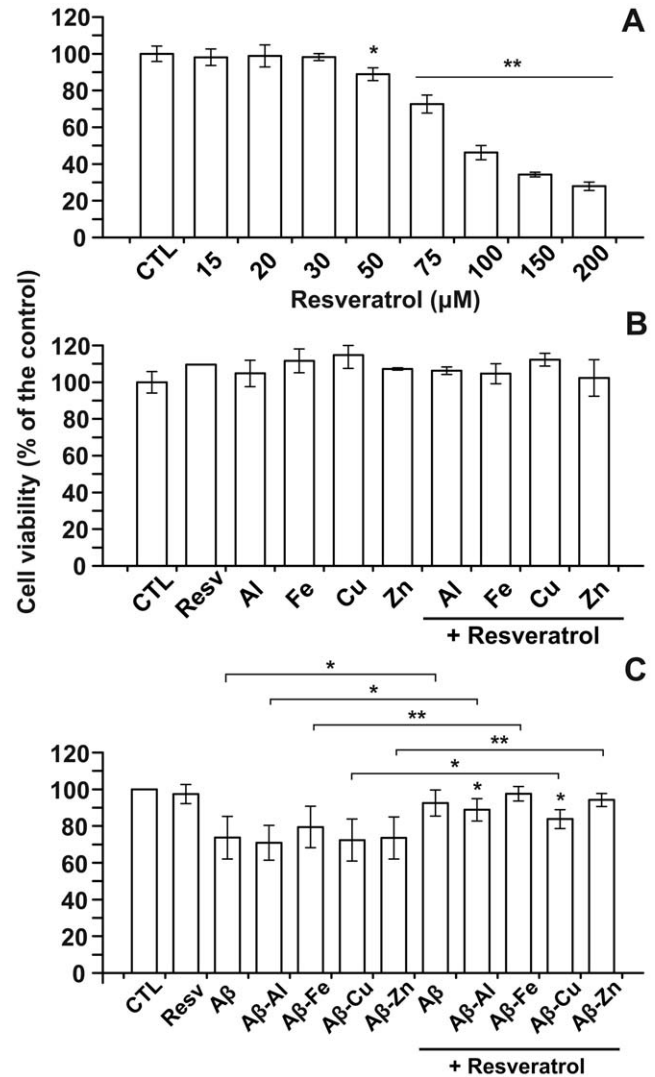 Cell viability (% of the control)
A
120
100
80
60
40
20
0
*
**
CTL 15 20 30 50 75 100 150 200
Resveratrol (µM)
B
120
100
80
60
40
20
0
CTL Resv Al Fe Cu Zn Al Fe Cu Zn
+ Resveratrol
C
*
*
**
**
*
120
100
80
60
40
20
0
* *
CTL Resv Aβ Aβ-Al Aβ-Fe Aβ-Cu Aβ-Zn Aβ Aβ-Al Aβ-Fe Aβ-Cu Aβ-Zn
+ Resveratrol